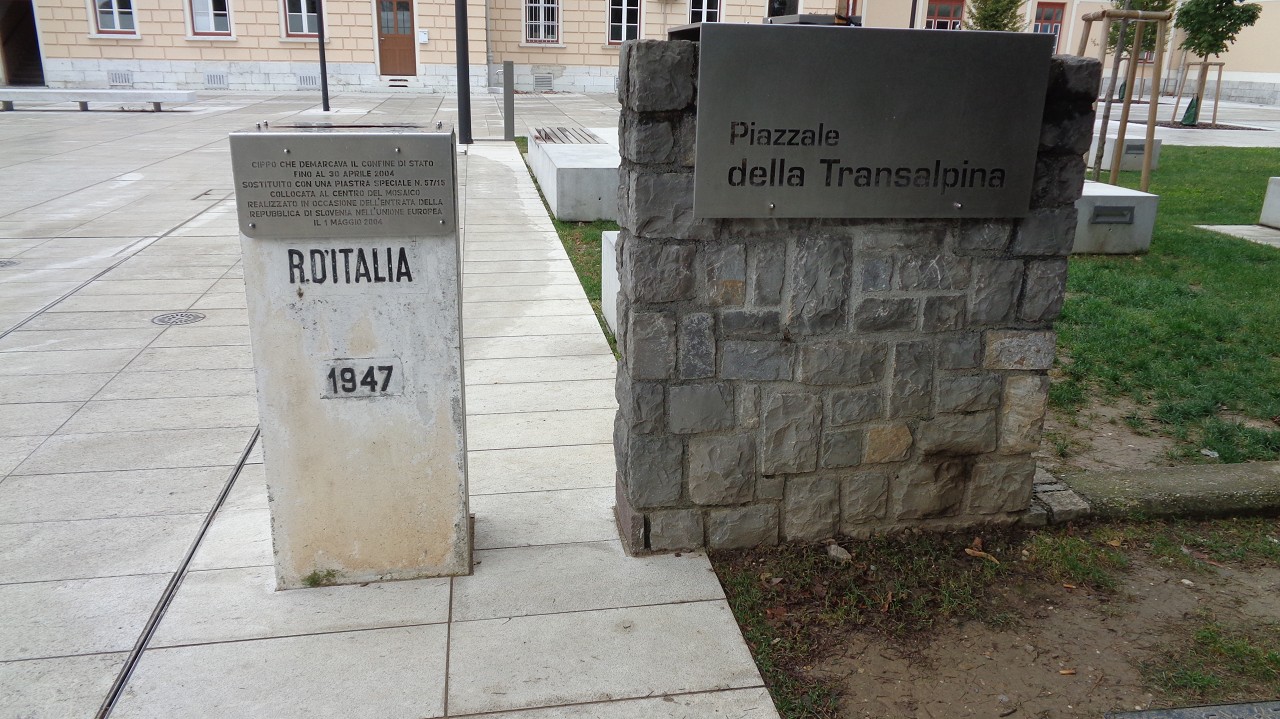 CIPPO CHE DEMARCAVA IL CONFINE DI STATO
FINO AL 30 APRILE 2004
SOSTITUITO CON UNA PIASTRA SPECIALE N. 57/15
COLLOCATA AL CENTRO DEL MOSAICO
REALIZZATO IN OCCASIONE DELL'ENTRATA DELLA
REPUBBLICA DI SLOVENIA NELL'UNIONE EUROPEA
IL 1 MAGGIO 2004
R.D'ITALIA
1947
Piazzale
della Transalpina